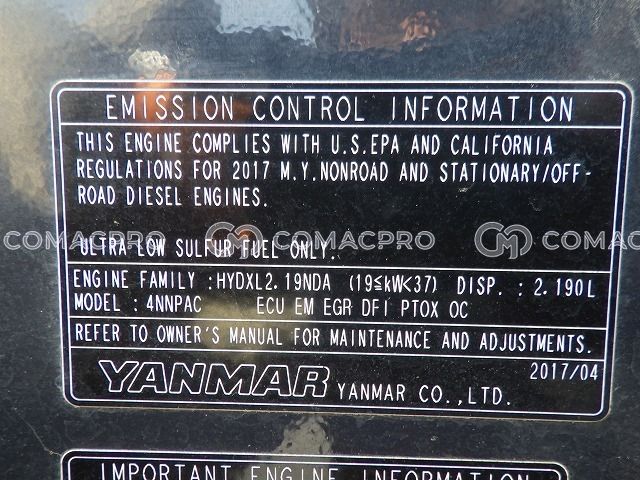 EMISSION CONTROL INFORMATION
THIS ENGINE COMPLIES WITH U.S.EPA AND CALIFORNIA
REGULATIONS FOR 2017 M.Y.NONROAD AND STATIONARY/OFF-
ROAD DIESEL ENGINES.
COMACPRO COMACPRO
ULTRA LOW SULFUR FUEL ONLY.
ENGINE FAMILY :HYDXL2.19NDA (19≤kW<37) DISP. : 2.190L
MODEL : 4NNPAC ECU EM EGR DFI PTOX OC
REFER TO OWNER'S MANUAL FOR MAINTENANCE AND ADJUSTMENTS.
2017/04
YANMAR YANMAR CO.,LTD.
IMPORTANT ENGINE INFORMATION